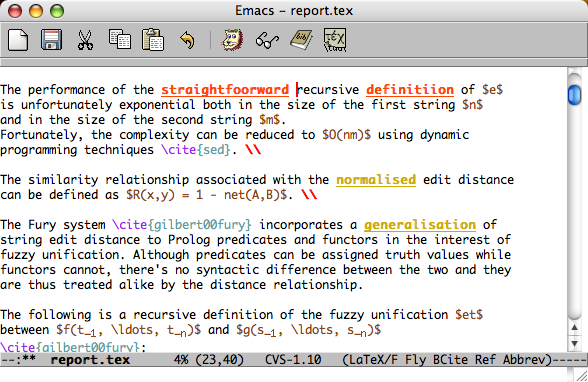 Emacs – report.tex
The performance of the straightfoorward recursive definitiion of $e$
is unfortunately exponential both in the size of the first string $n$
and in the size of the second string $m$.
Fortunately, the complexity can be reduced to $O(nm)$ using dynamic
programming techniques \cite{sed}. \\
The similarity relationship associated with the normalised edit distance
can be defined as $R(x,y) = 1 - net(A,B)$. \\
The Fury system \cite{gilbert00fury} incorporates a generalisation of
string edit distance to Prolog predicates and functors in the interest of
fuzzy unification. Although predicates can be assigned truth values while
functors cannot, there's no syntactic difference between the two and they
are thus treated alike by the distance relationship.
The following is a recursive definition of the fuzzy unification $et$
between $f(t_1, \ldots, t_n)$ and $g(s_1, \ldots, s_n)$
\cite{gilbert00fury}:
--:** report.tex 4% (23,40) CVS-1.10 (LaTeX/F Fly BCite Ref Abbrev)-----